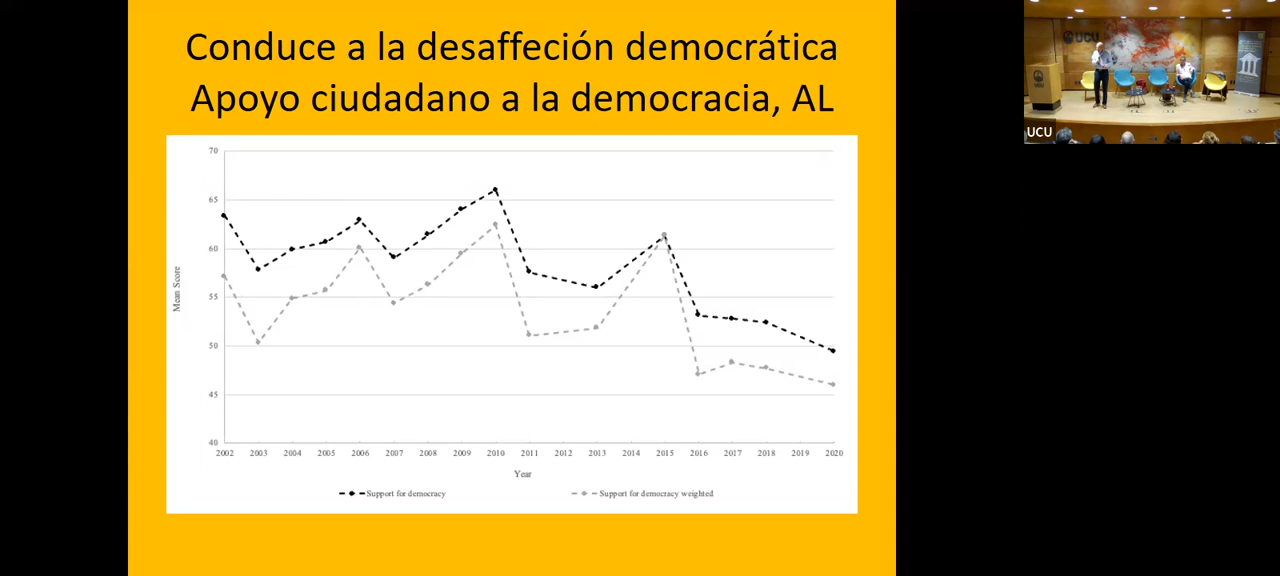 Conduce a la desaffeción democrática
Apoyo ciudadano a la democracia, AL
70
65
60
55
50
45
40
Mean Score
2002 2003 2004 2005 2006 2007 2008 2009 2010 2011 2012 2013 2014 2015 2016 2017 2018 2019 2020
Year
Support for democracy
Support for democracy weighted
UCU
UCU